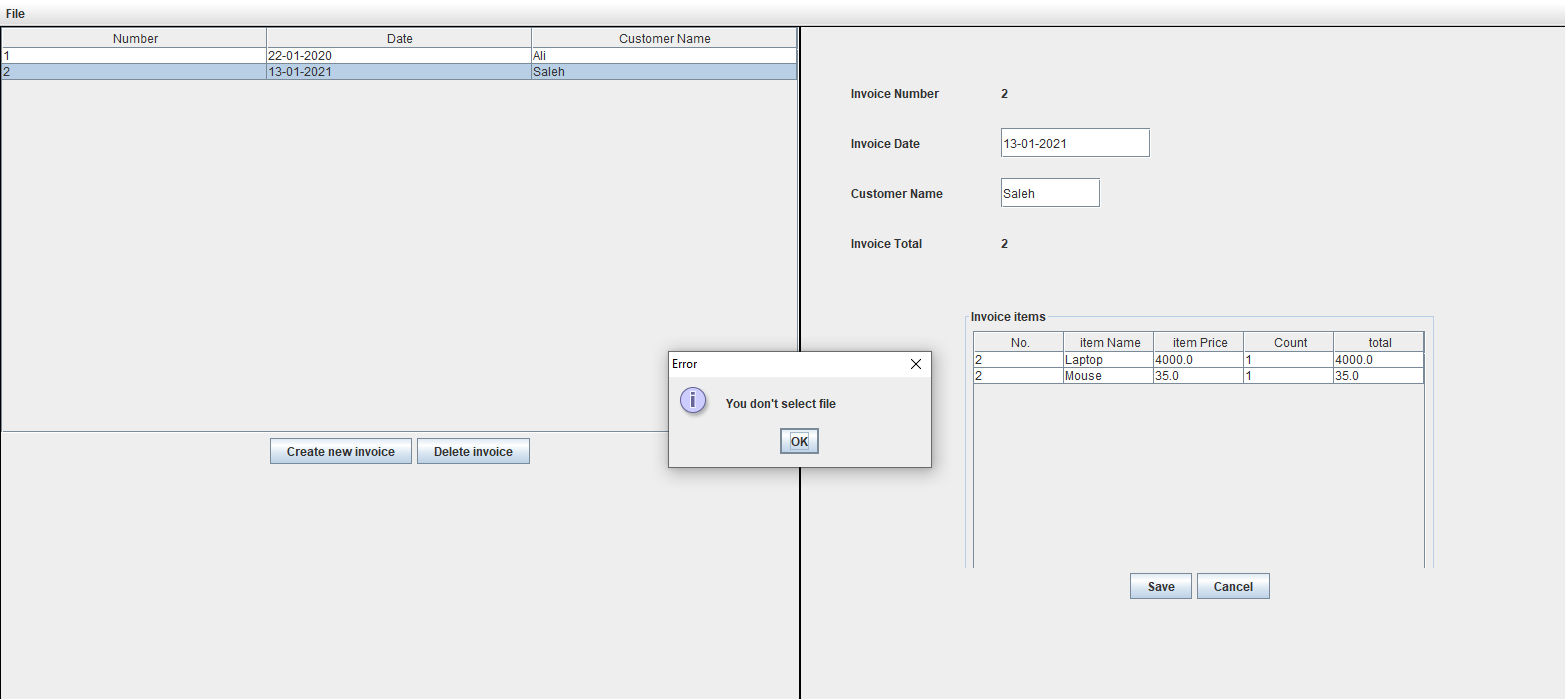 File
Number Date Customer Name
1 22-01-2020 Ali
2 13-01-2021 Saleh
Create new invoice Delete invoice
Invoice Number 2
Invoice Date 13-01-2021
Customer Name Saleh
Invoice Total 2
Invoice items
No. item Name item Price Count total
2 Laptop 4000.0 1 4000.0
2 Mouse 35.0 1 35.0
Save Cancel
Error
i You don't select file
OK